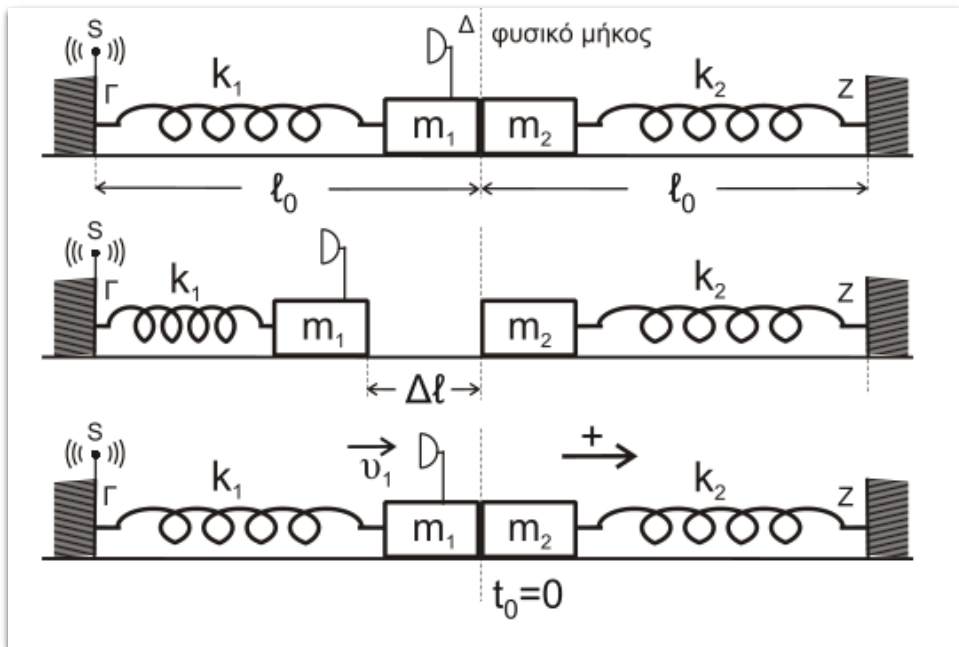 S Δ φυσικό μήκος
Γ k₁ k₂ Z
m₁ m₂
ℓ₀ ℓ₀
S
Γ k₁ k₂ Z
m₁ m₂
Δℓ
S υ₁ +
Γ k₁ k₂ Z
m₁ m₂
t₀=0